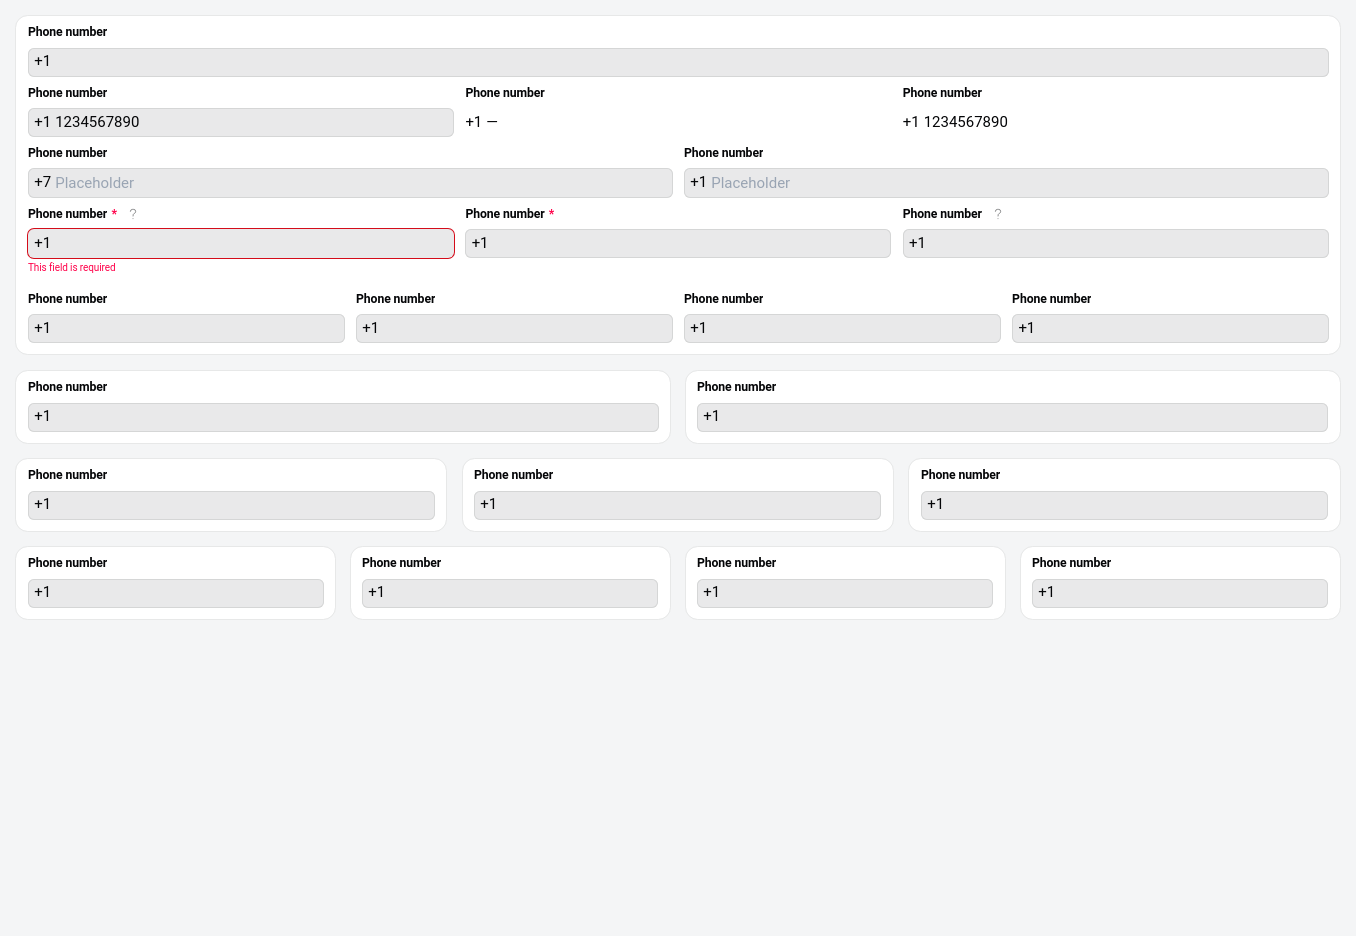 Phone number
+1
Phone number Phone number Phone number
+1 1234567890 +1 — +1 1234567890
Phone number Phone number
+7 Placeholder +1 Placeholder
Phone number * ? Phone number * Phone number ?
+1 +1 +1
This field is required
Phone number Phone number Phone number Phone number
+1 +1 +1 +1
Phone number Phone number
+1 +1
Phone number Phone number Phone number
+1 +1 +1
Phone number Phone number Phone number Phone number
+1 +1 +1 +1